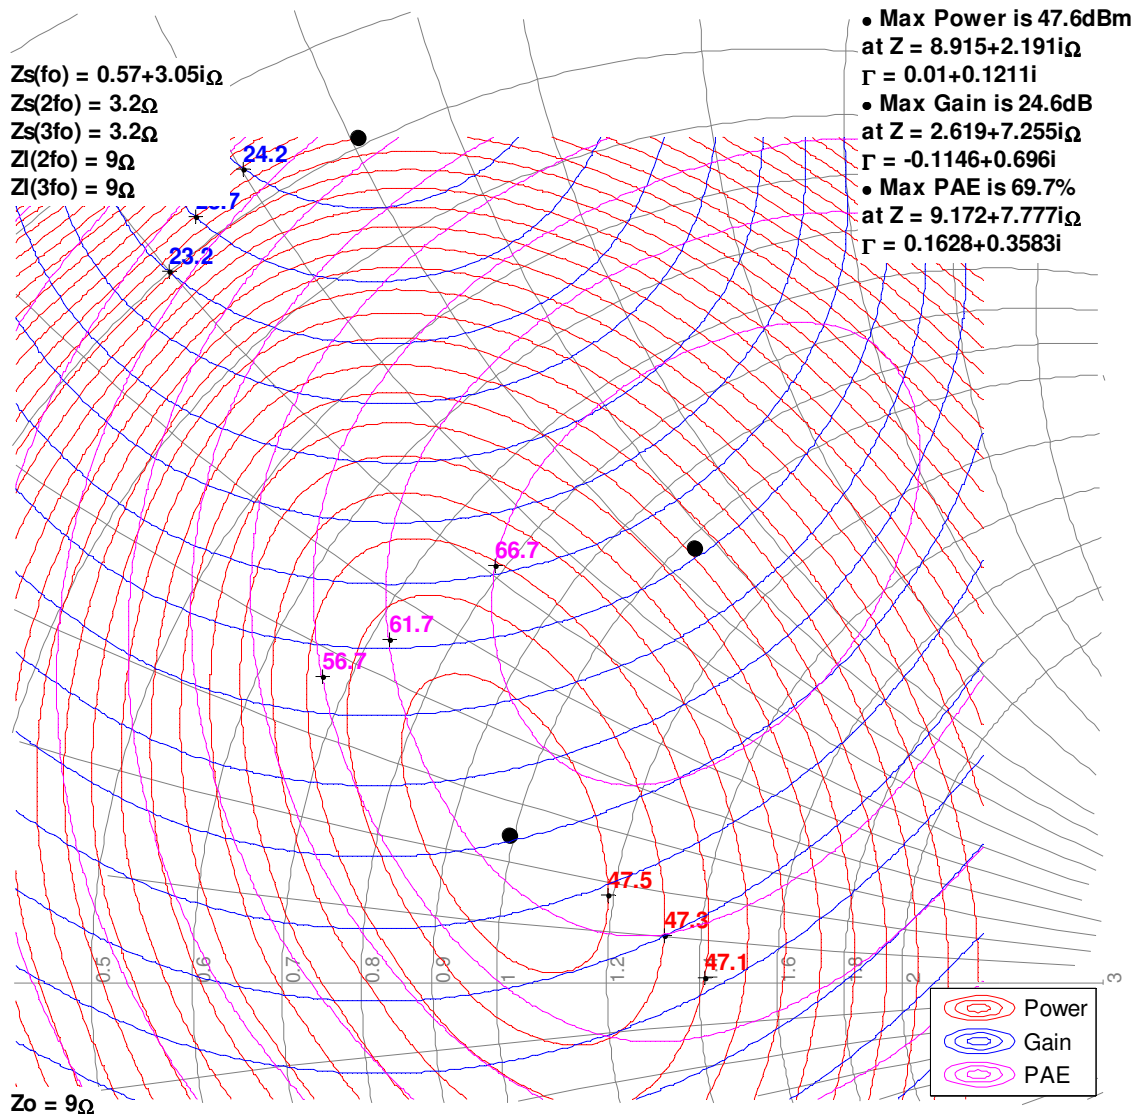 • Max Power is 47.6dBm
at Z = 8.915+2.191iΩ
Γ = 0.01+0.1211i
• Max Gain is 24.6dB
at Z = 2.619+7.255iΩ
Γ = -0.1146+0.696i
• Max PAE is 69.7%
at Z = 9.172+7.777iΩ
Γ = 0.1628+0.3583i
Zs(fo) = 0.57+3.05iΩ
Zs(2fo) = 3.2Ω
Zs(3fo) = 3.2Ω
Zl(2fo) = 9Ω
Zl(3fo) = 9Ω
24.2
23.2
66.7
61.7
56.7
47.5
47.3
47.1
0.5
0.6
0.7
0.8
0.9
1
1.2
1.6
1.8
2
3
Power
Gain
PAE
Zo = 9Ω